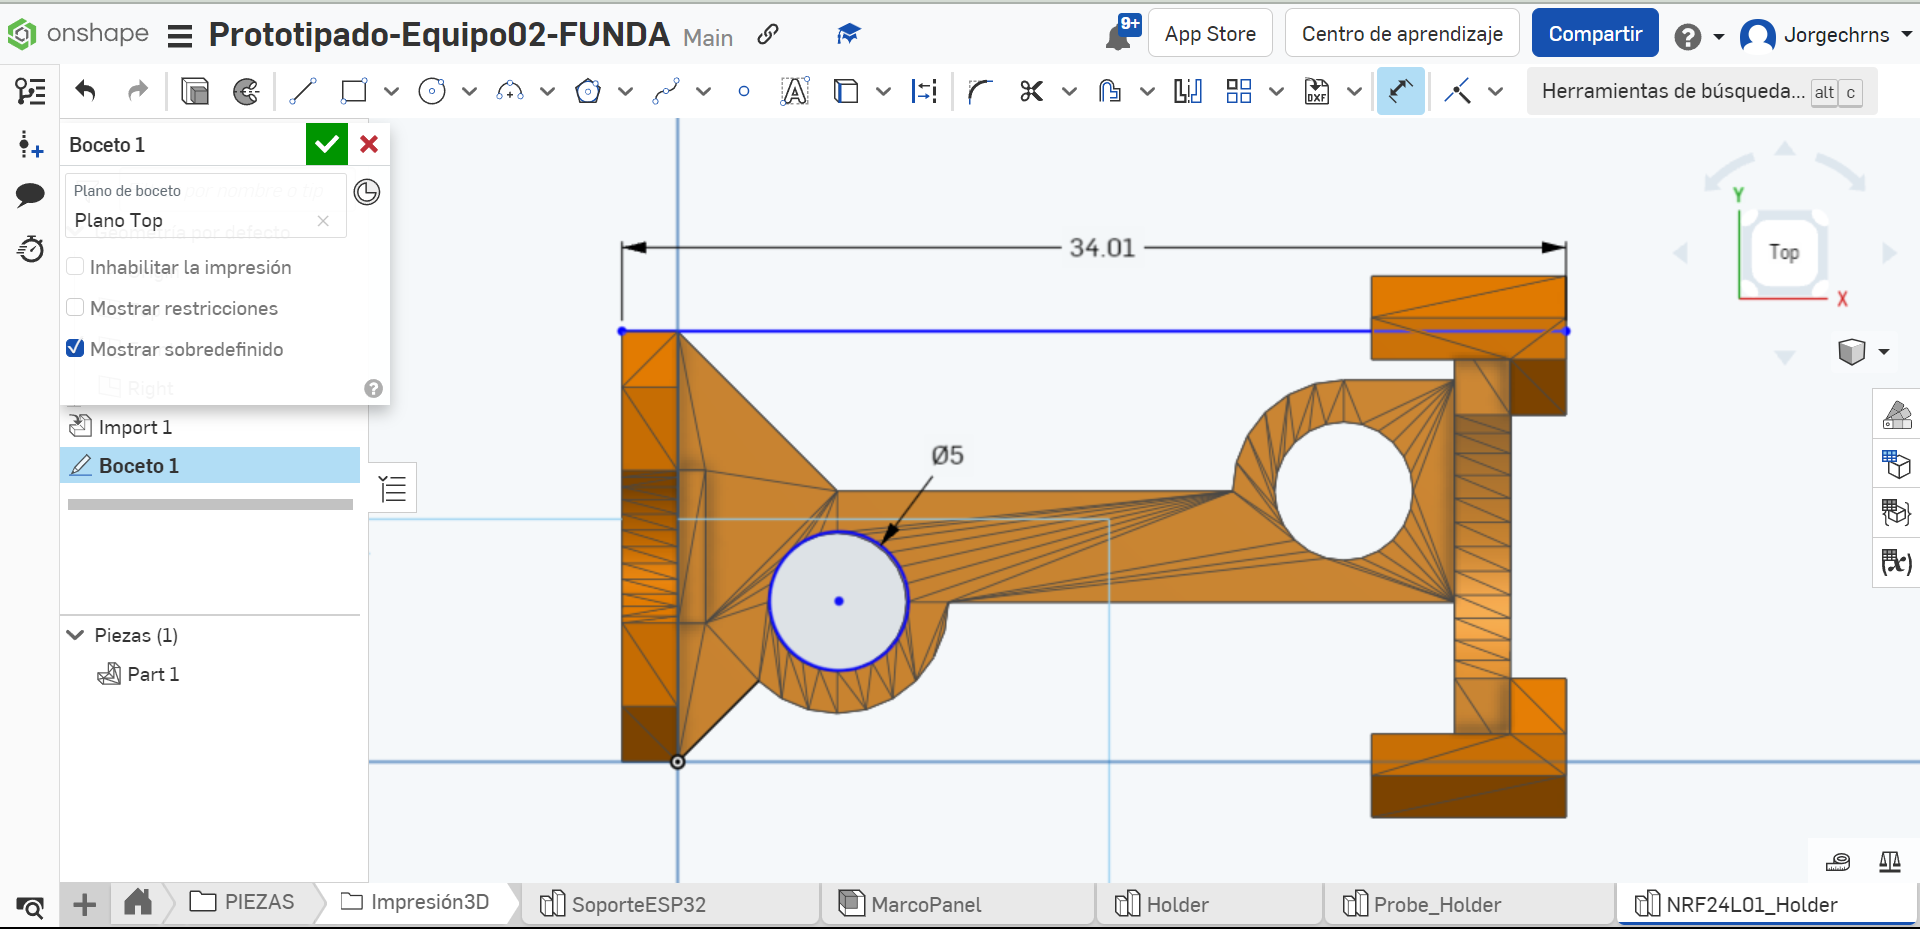 onshape
Prototipado-Equipo02-FUNDA Main
9+
App Store
Centro de aprendizaje
Compartir
Jorgechrns
DXF
Herramientas de búsqueda... alt c
Boceto 1
Plano de boceto
Plano Top
Inhabilitar la impresión
Mostrar restricciones
Mostrar sobredefinido
Right
Import 1
Boceto 1
Piezas (1)
Part 1
34.01
Ø5
Y
Top
X
(x)
PIEZAS
Impresión3D
SoporteESP32
MarcoPanel
Holder
Probe_Holder
NRF24L01_Holder